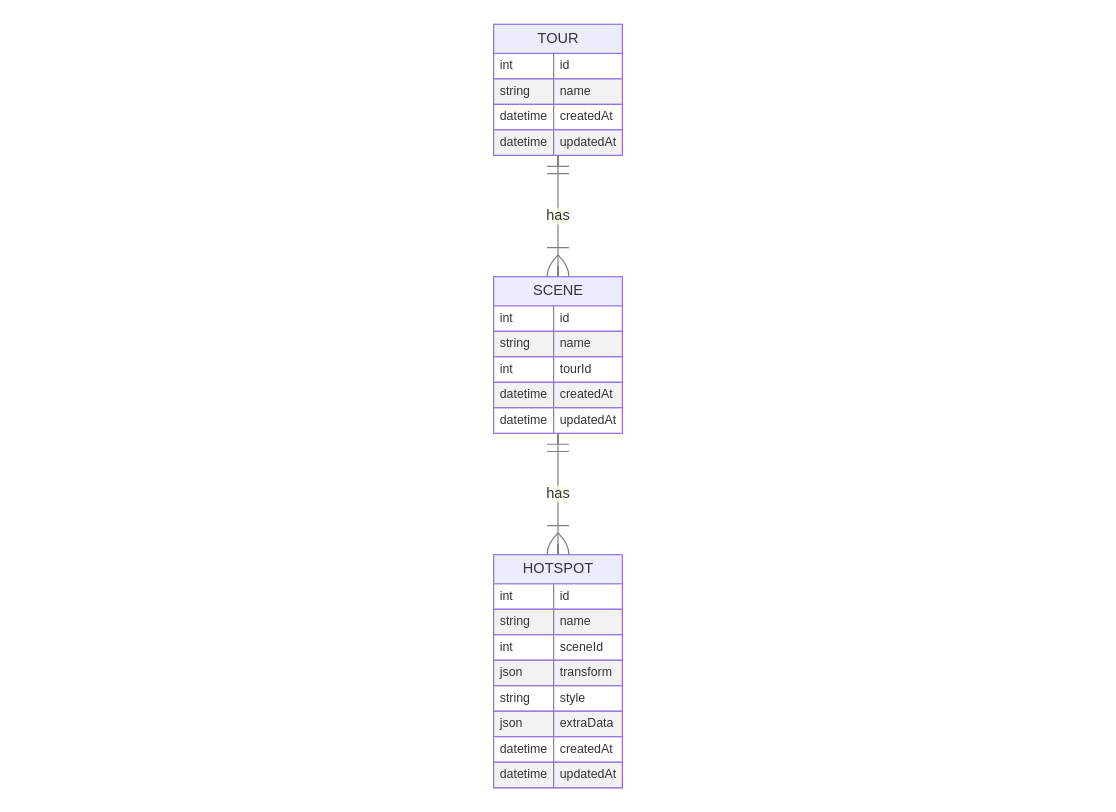 TOUR
int id
string name
datetime createdAt
datetime updatedAt
has
SCENE
int id
string name
int tourId
datetime createdAt
datetime updatedAt
has
HOTSPOT
int id
string name
int sceneId
json transform
string style
json extraData
datetime createdAt
datetime updatedAt